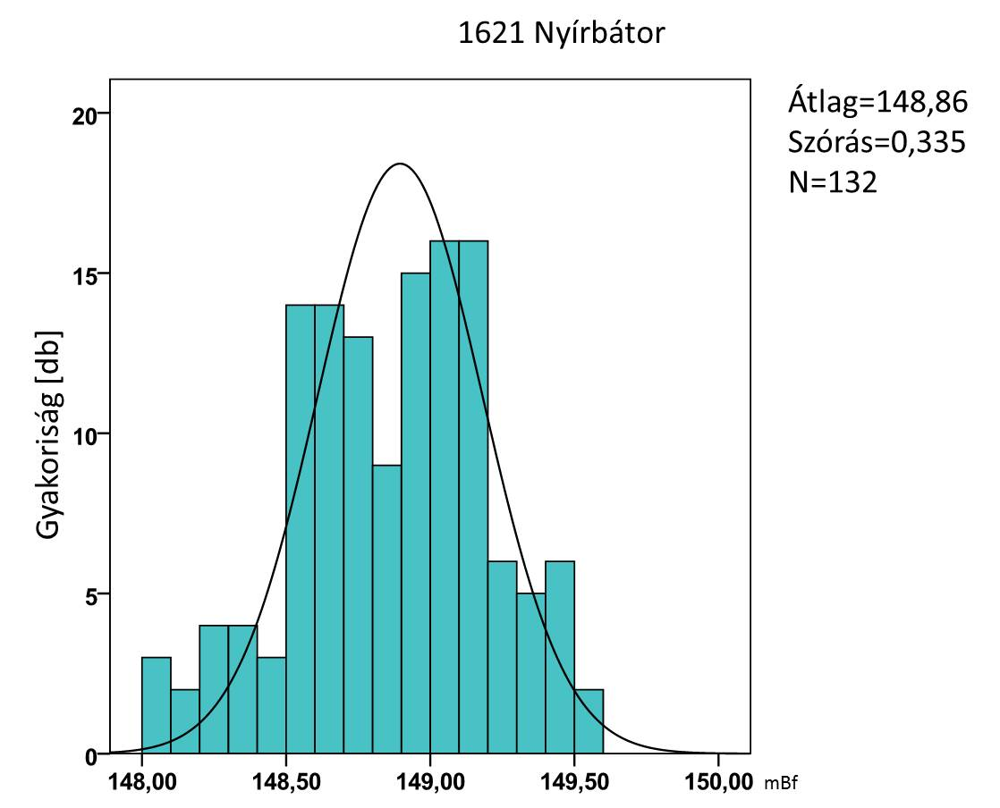 1621 Nyírbátor
Átlag=148,86
Szórás=0,335
N=132
Gyakoriság [db]
20
15
10
5
0
148,00 148,50 149,00 149,50 150,00 mBf